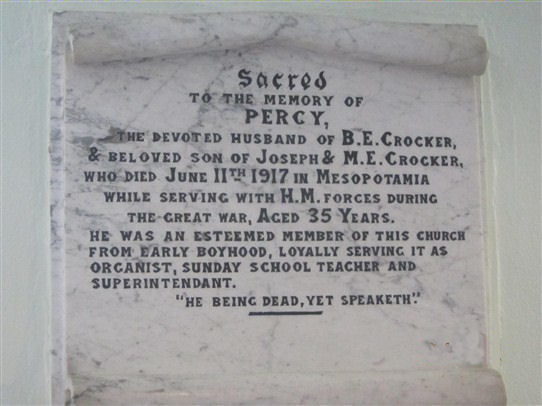 Sacred
TO THE MEMORY OF
PERCY,
THE DEVOTED HUSBAND OF B.E.CROCKER,
& BELOVED SON OF JOSEPH & M.E.CROCKER,
WHO DIED JUNE 11TH 1917 IN MESOPOTAMIA
WHILE SERVING WITH H.M. FORCES DURING
THE GREAT WAR, AGED 35 YEARS.
HE WAS AN ESTEEMED MEMBER OF THIS CHURCH
FROM EARLY BOYHOOD, LOYALLY SERVING IT AS
ORGANIST, SUNDAY SCHOOL TEACHER AND
SUPERINTENDANT.
"HE BEING DEAD, YET SPEAKETH".